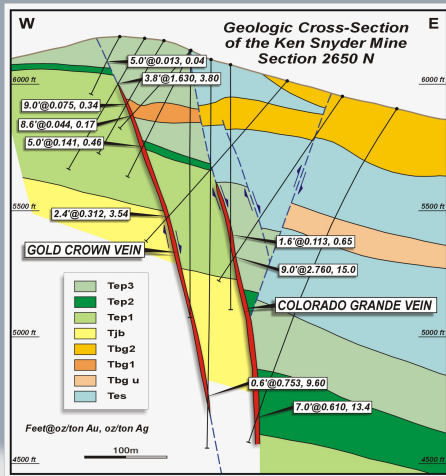 W
E
Geologic Cross-Section
of the Ken Snyder Mine
Section 2650 N
5.0'@0.013, 0.04
3.8'@1.630, 3.80
6000 ft
6000 ft
9.0'@0.075, 0.34
8.6'@0.044, 0.17
5.0'@0.141, 0.46
5500 ft
5500 ft
2.4'@0.312, 3.54
1.6'@0.113, 0.65
GOLD CROWN VEIN
9.0'@2.760, 15.0
COLORADO GRANDE VEIN
Tep3
Tep2
Tep1
Tjb
Tbg2
Tbg1
Tbg u
Tes
5000 ft
5000 ft
0.6'@0.753, 9.60
7.0'@0.610, 13.4
Feet@oz/ton Au, oz/ton Ag
100m
4500 ft
4500 ft